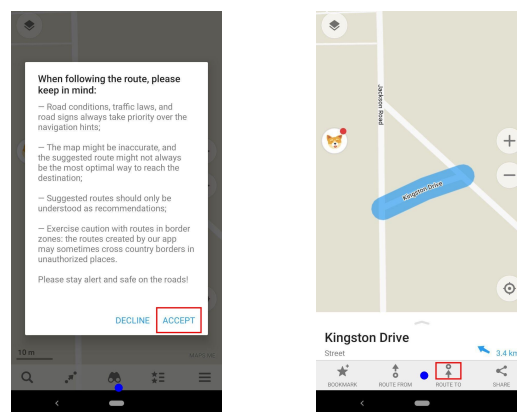 When following the route, please
keep in mind:
— Road conditions, traffic laws, and
road signs always take priority over the
navigation hints;
— The map might be inaccurate, and
the suggested route might not always
be the most optimal way to reach the
destination;
— Suggested routes should only be
understood as recommendations;
— Exercise caution with routes in border
zones: the routes created by our app
may sometimes cross country borders in
unauthorized places.
Please stay alert and safe on the roads!
DECLINE ACCEPT
10 m
MAPS.ME
Jackson Road
Kingston Drive
Kingston Drive
Street
3.4 km
BOOKMARK ROUTE FROM ROUTE TO SHARE